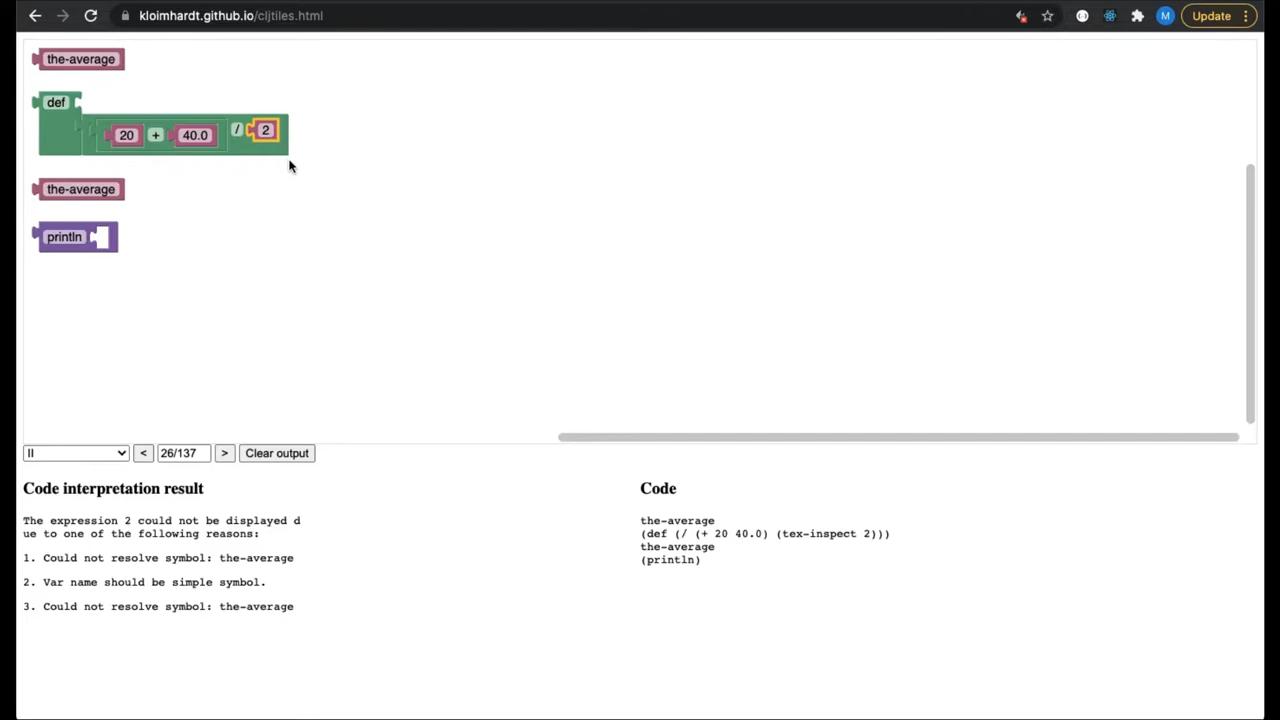 kloimhardt.github.io/cljtiles.html
M
Update
the-average
def
20 + 40.0 / 2
the-average
println
II
<
26/137
>
Clear output
Code interpretation result
The expression 2 could not be displayed d
ue to one of the following reasons:
1. Could not resolve symbol: the-average
2. Var name should be simple symbol.
3. Could not resolve symbol: the-average
Code
the-average
(def (/ (+ 20 40.0) (tex-inspect 2)))
the-average
(println)